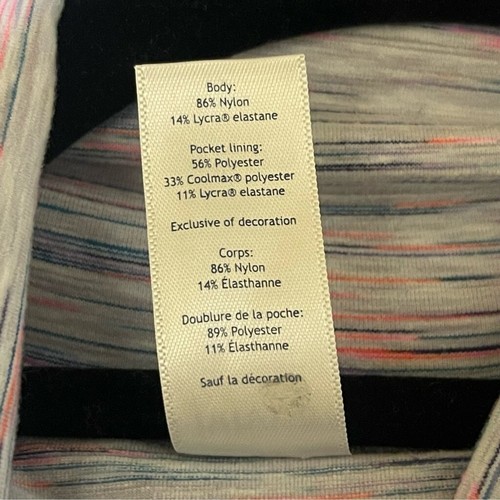 Body:
86% Nylon
14% Lycra® elastane
Pocket lining:
56% Polyester
33% Coolmax® polyester
11% Lycra® elastane
Exclusive of decoration
Corps:
86% Nylon
14% Élasthanne
Doublure de la poche:
89% Polyester
11% Élasthanne
Sauf la décoration